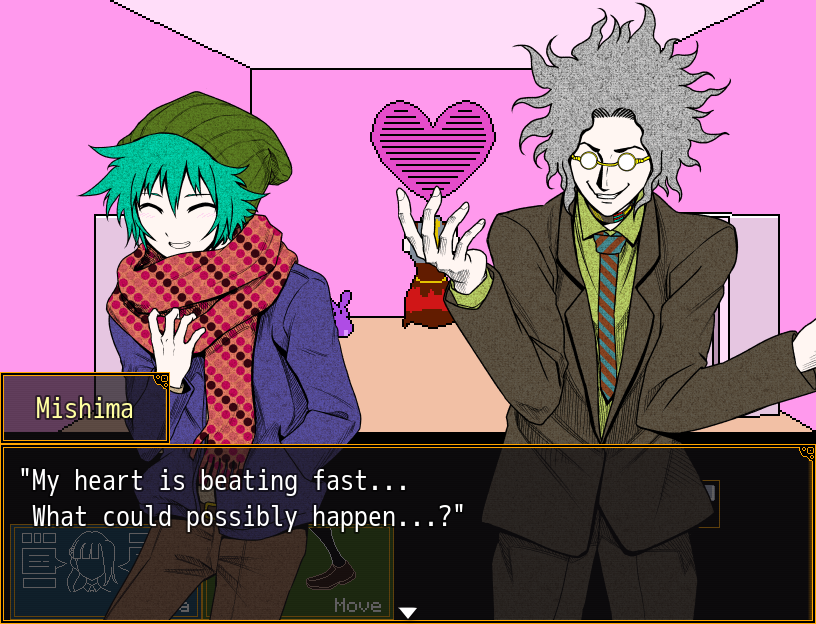 Mishima
"My heart is beating fast...
What could possibly happen...?"
Move